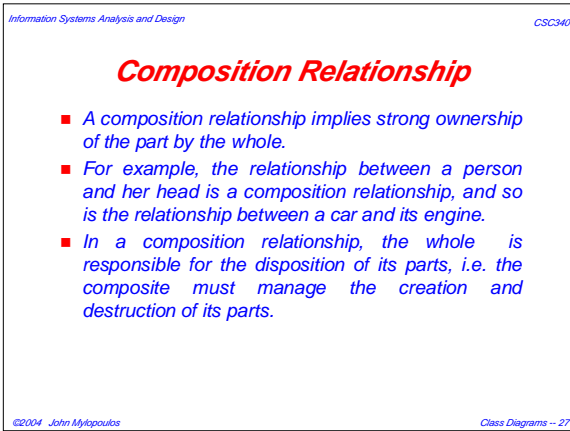 Information Systems Analysis and Design
CSC340
Composition Relationship
A composition relationship implies strong ownership
of the part by the whole.
For example, the relationship between a person
and her head is a composition relationship, and so
is the relationship between a car and its engine.
In a composition relationship, the whole is
responsible for the disposition of its parts, i.e. the
composite must manage the creation and
destruction of its parts.
©2004 John Mylopoulos
Class Diagrams -- 27